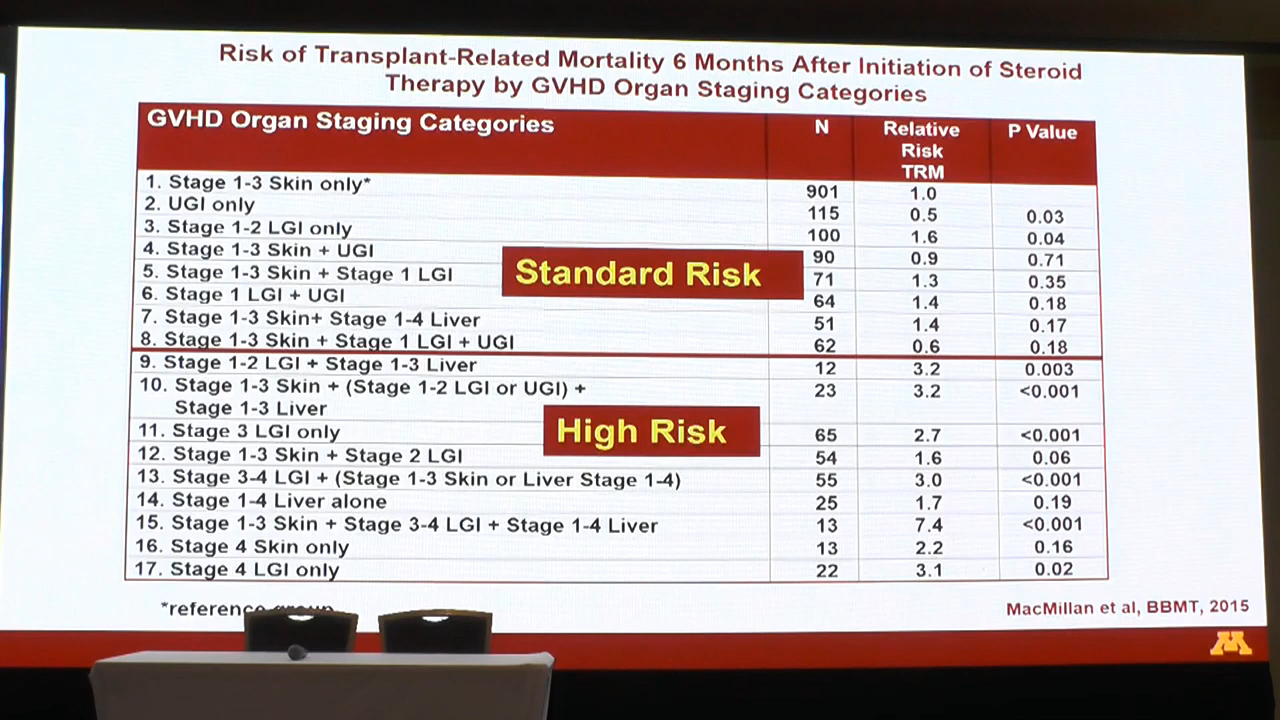 Risk of Transplant-Related Mortality 6 Months After Initiation of Steroid
Therapy by GVHD Organ Staging Categories
GVHD Organ Staging Categories N Relative Risk TRM P Value
1. Stage 1-3 Skin only* 901 1.0
2. UGI only 115 0.5 0.03
3. Stage 1-2 LGI only 100 1.6 0.04
4. Stage 1-3 Skin + UGI 90 0.9 0.71
5. Stage 1-3 Skin + Stage 1 LGI 71 1.3 0.35
6. Stage 1 LGI + UGI 64 1.4 0.18
7. Stage 1-3 Skin+ Stage 1-4 Liver 51 1.4 0.17
8. Stage 1-3 Skin + Stage 1 LGI + UGI 62 0.6 0.18
Standard Risk
9. Stage 1-2 LGI + Stage 1-3 Liver 12 3.2 0.003
10. Stage 1-3 Skin + (Stage 1-2 LGI or UGI) + 23 3.2 <0.001
Stage 1-3 Liver
High Risk
11. Stage 3 LGI only 65 2.7 <0.001
12. Stage 1-3 Skin + Stage 2 LGI 54 1.6 0.06
13. Stage 3-4 LGI + (Stage 1-3 Skin or Liver Stage 1-4) 55 3.0 <0.001
14. Stage 1-4 Liver alone 25 1.7 0.19
15. Stage 1-3 Skin + Stage 3-4 LGI + Stage 1-4 Liver 13 7.4 <0.001
16. Stage 4 Skin only 13 2.2 0.16
17. Stage 4 LGI only 22 3.1 0.02
*reference group
MacMillan et al, BBMT, 2015
M